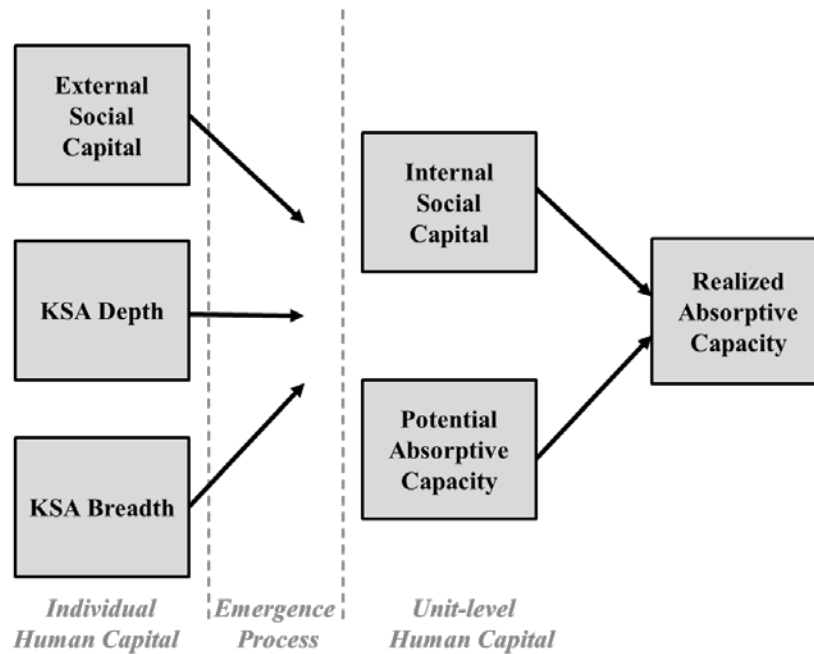 External
Social
Capital
KSA Depth
KSA Breadth
Internal
Social
Capital
Potential
Absorptive
Capacity
Realized
Absorptive
Capacity
Individual
Human Capital
Emergence
Process
Unit-level
Human Capital